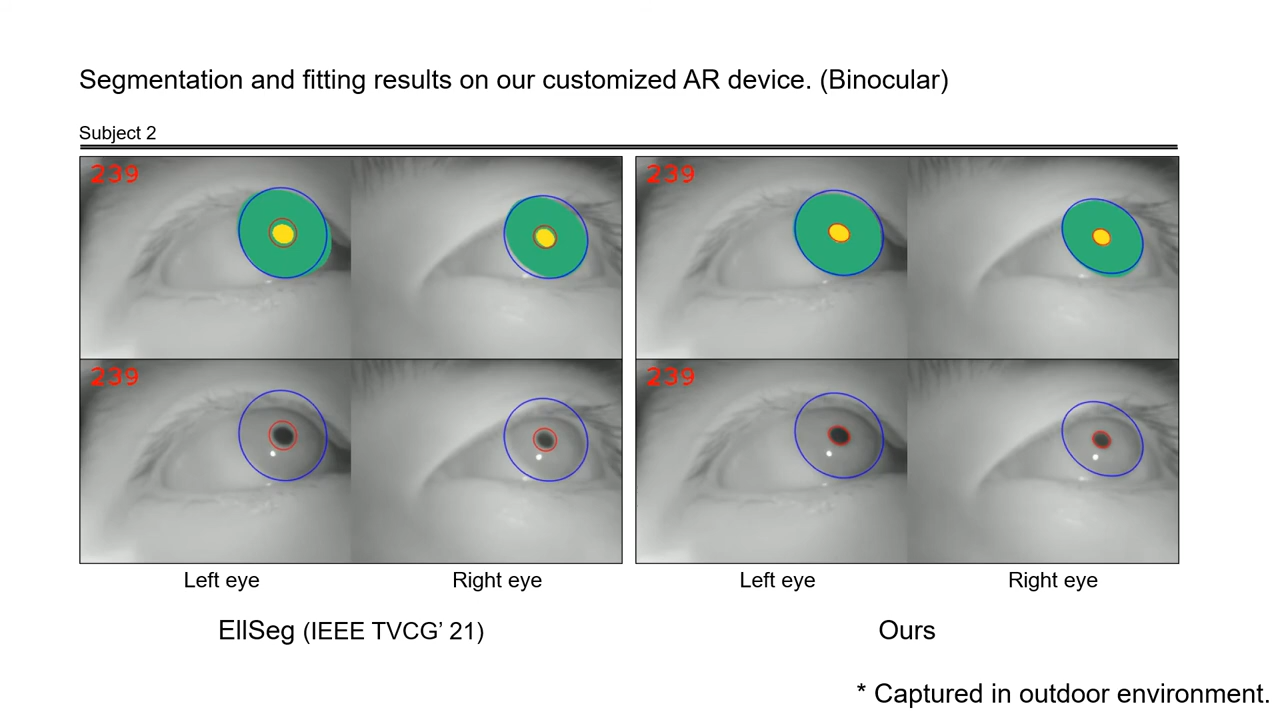 Segmentation and fitting results on our customized AR device. (Binocular)
Subject 2
239 239
239 239
Left eye Right eye Left eye Right eye
EllSeg (IEEE TVCG’ 21) Ours
* Captured in outdoor environment.